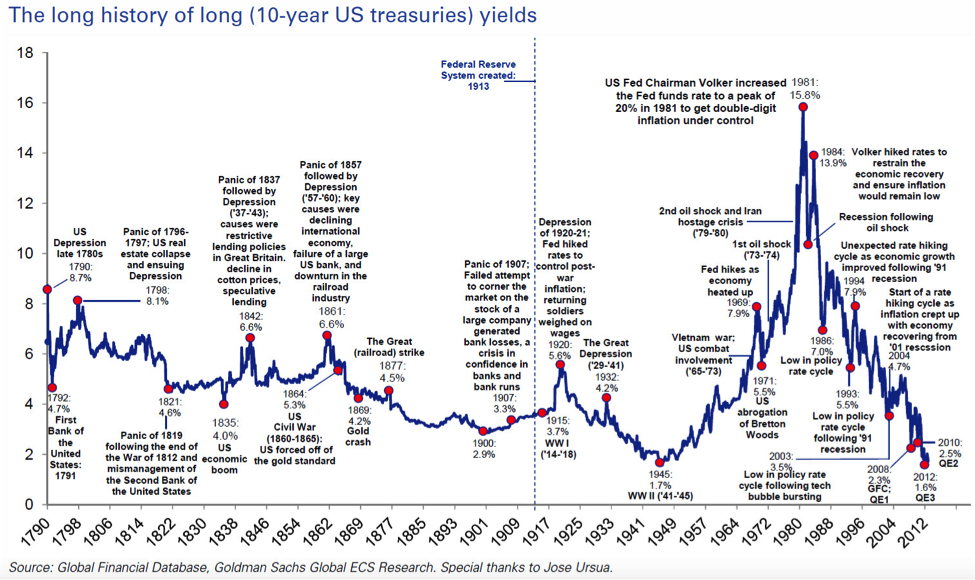 The long history of long (10-year US treasuries) yields
18
16
14
12
10
8
6
4
2
0
US
Depression
late 1780s
1790:
8.7%
1792:
4.7%
First
Bank of
the
United
States:
1791
Panic of 1796-
1797; US real
estate collapse
and ensuing
Depression
1798:
8.1%
1821:
4.6%
Panic of 1819
following the end of
the War of 1812 and
mismanagement of
the Second Bank of
the United States
1835:
4.0%
US
economic
boom
Panic of 1837
followed by
Depression
('37-'43);
causes were
restrictive
lending policies
in Great Britain.
decline in
cotton prices,
speculative
lending
1842:
6.6%
Panic of 1857
followed by
Depression
('57-'60); key
causes were
declining
international
economy,
failure of a large
US bank, and
downturn in the
railroad
industry
1861:
6.6%
1864:
5.3%
US
Civil War
(1860-1865):
US forced off of
the gold standard
1869:
4.2%
Gold
crash
The Great
(railroad) strike
1877:
4.5%
1900:
2.9%
Panic of 1907;
Failed attempt
to corner the
market on the
stock of a
large company
generated
bank losses, a
crisis in
confidence in
banks and
bank runs
1907:
3.3%
Federal Reserve
System created:
1913
1915:
3.7%
WW I
('14-'18)
Depression
of 1920-21;
Fed hiked
rates to
control post-
war
inflation;
returning
soldiers
weighed on
wages
1920:
5.6%
The Great
Depression
('29-'41)
1932:
4.2%
1945:
1.7%
WW II ('41-'45)
Vietnam war;
US combat
involvement
('65-'73)
Fed hikes as
economy
heated up
1969:
7.9%
1971:
5.5%
US
abrogation
of Bretton
Woods
1st oil shock
('73-'74)
2nd oil shock and Iran
hostage crisis
('79-'80)
US Fed Chairman Volker increased
the Fed funds rate to a peak of
20% in 1981 to get double-digit
inflation under control
1981:
15.8%
1984:
13.9%
Volker hiked rates to
restrain the
economic recovery
and ensure inflation
would remain low
Recession following
oil shock
1986:
7.0%
Low in policy
rate cycle
Unexpected rate hiking
cycle as economic growth
improved following '91
recession
1994
7.9%
1993:
5.5%
Low in policy
rate cycle
following '91
recession
Start of a rate
hiking cycle as
inflation crept up
with economy
recovering from
'01 rescssion
2004
4.7%
2003:
3.5%
Low in policy rate
cycle following tech
bubble bursting
2008:
2.3%
GFC;
QE1
2010:
2.5%
QE2
2012:
1.6%
QE3
1790
1798
1806
1814
1822
1830
1838
1846
1854
1862
1869
1877
1885
1893
1901
1909
1917
1925
1933
1941
1949
1957
1964
1972
1980
1988
1996
2004
2012
Source: Global Financial Database, Goldman Sachs Global ECS Research. Special thanks to Jose Ursua.